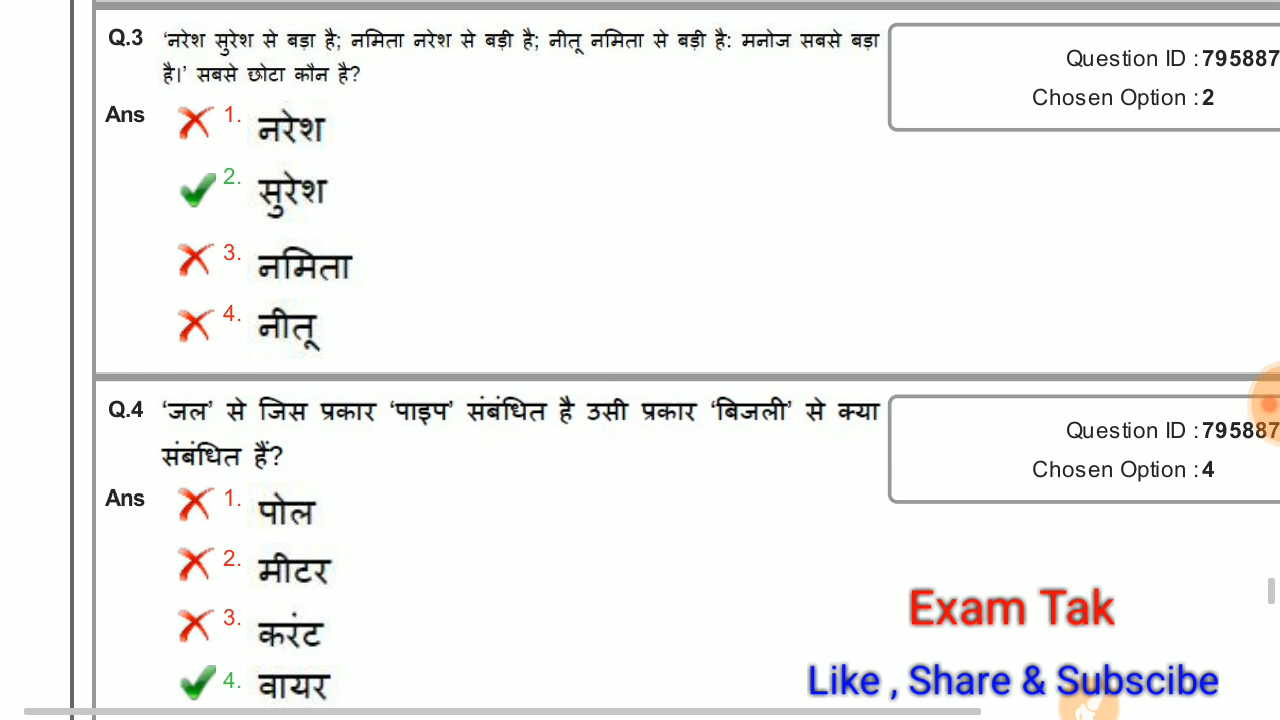 Q.3 ‘नरेश सुरेश से बड़ा है; नमिता नरेश से बड़ी है; नीतू नमिता से बड़ी है: मनोज सबसे बड़ा
है।’ सबसे छोटा कौन है?
Question ID : 795887
Chosen Option : 2
Ans
1. नरेश
2. सुरेश
3. नमिता
4. नीतू
Q.4 ‘जल’ से जिस प्रकार ‘पाइप’ संबंधित है उसी प्रकार ‘बिजली’ से क्या
संबंधित हैं?
Question ID : 795887
Chosen Option : 4
Ans
1. पोल
2. मीटर
3. करंट
4. वायर
Exam Tak
Like , Share & Subscibe